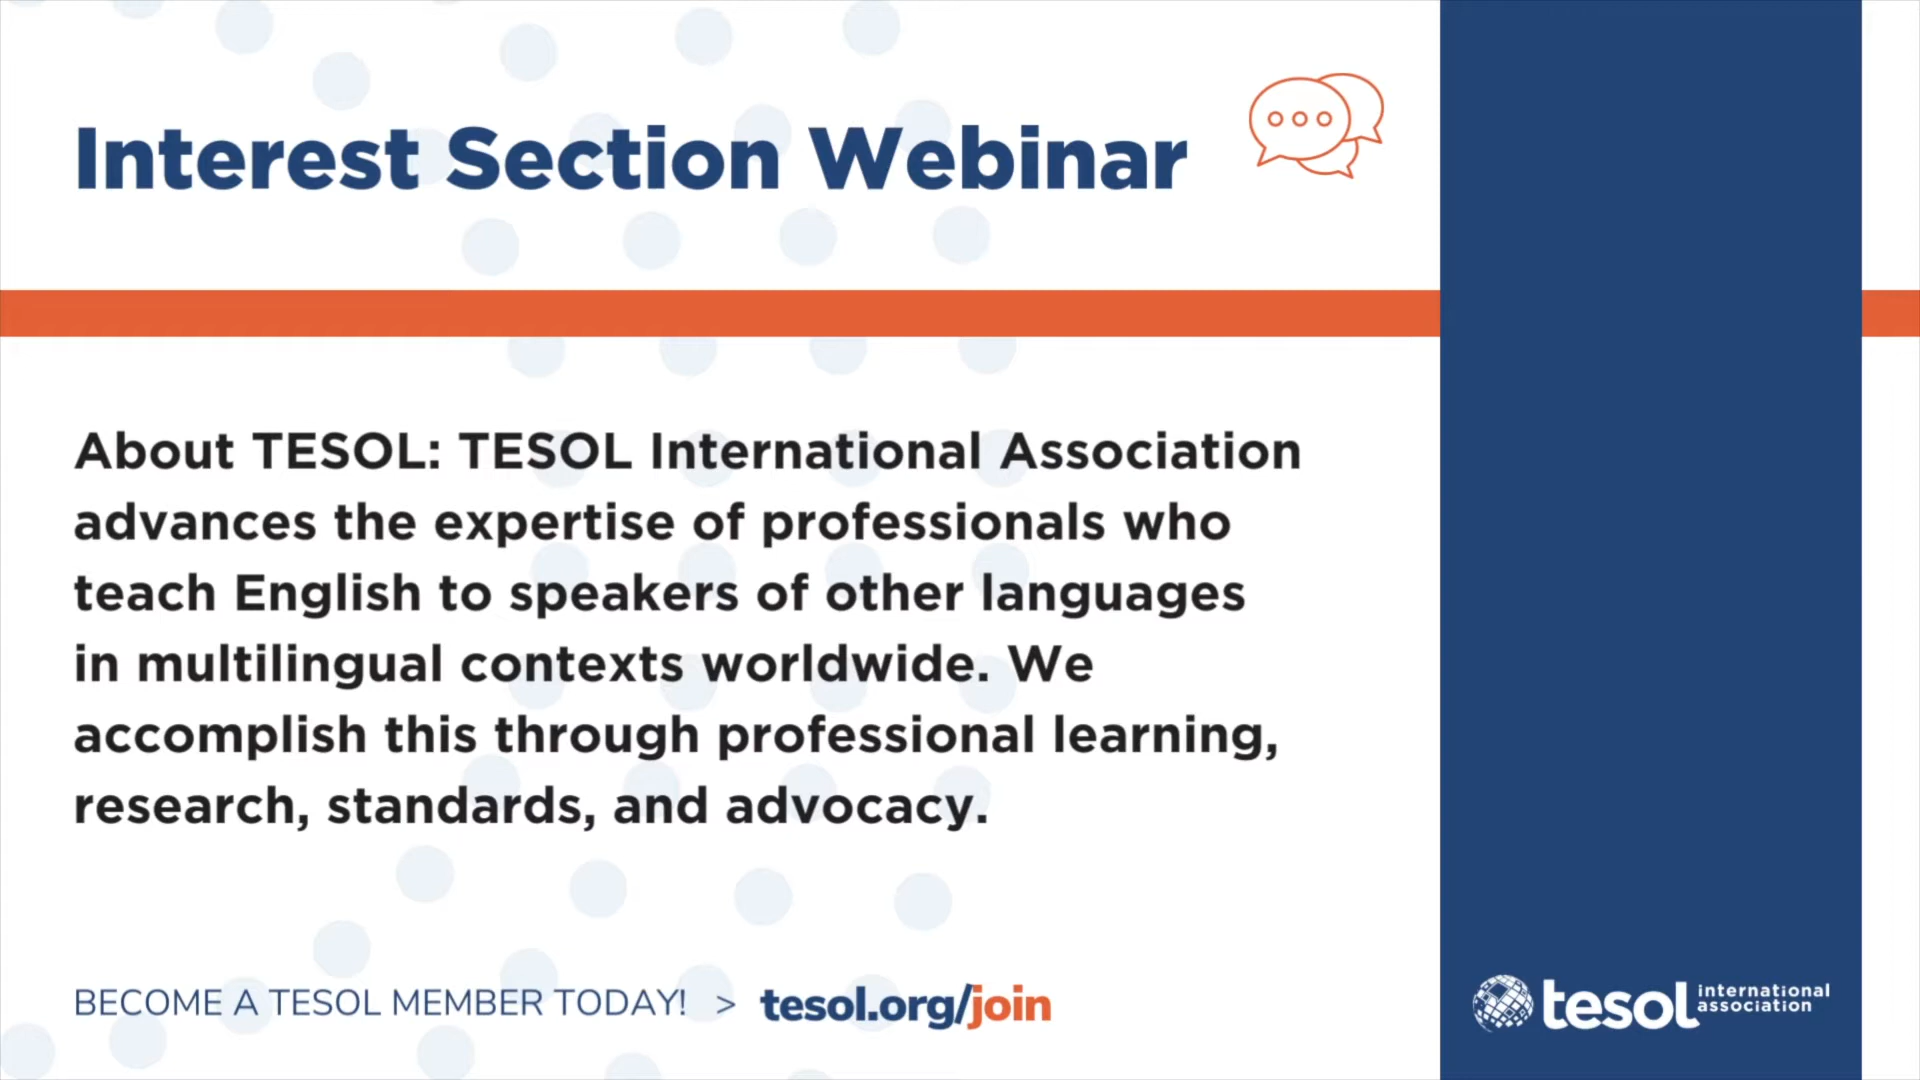 Interest Section Webinar
About TESOL: TESOL International Association
advances the expertise of professionals who
teach English to speakers of other languages
in multilingual contexts worldwide. We
accomplish this through professional learning,
research, standards, and advocacy.
BECOME A TESOL MEMBER TODAY! > tesol.org/join
tesol international
association